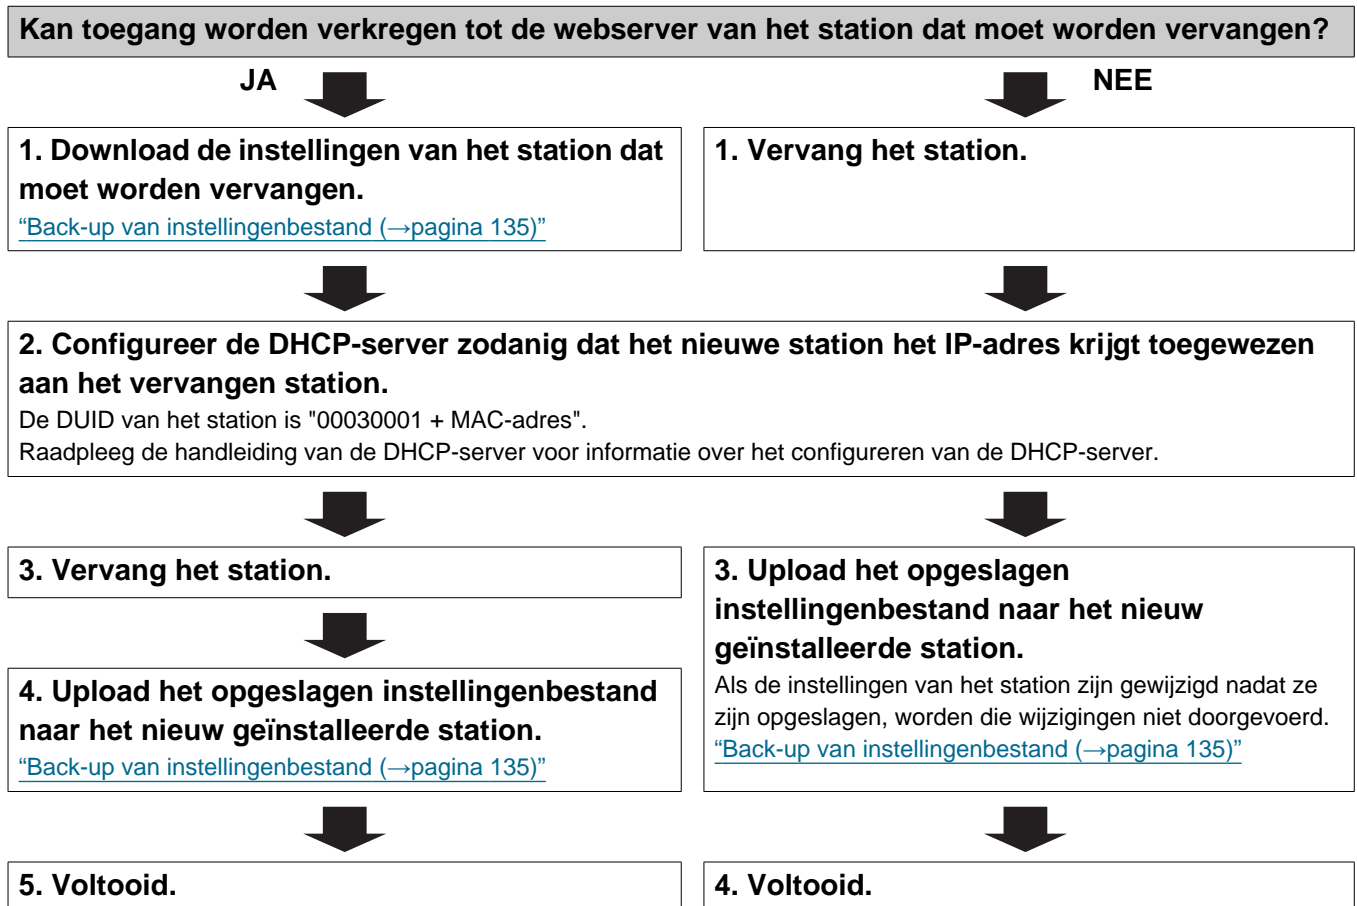 Kan toegang worden verkregen tot de webserver van het station dat moet worden vervangen?
JA
NEE
1. Download de instellingen van het station dat
moet worden vervangen.
“Back-up van instellingenbestand (→pagina 135)”
1. Vervang het station.
2. Configureer de DHCP-server zodanig dat het nieuwe station het IP-adres krijgt toegewezen
aan het vervangen station.
De DUID van het station is "00030001 + MAC-adres".
Raadpleeg de handleiding van de DHCP-server voor informatie over het configureren van de DHCP-server.
3. Vervang het station.
4. Upload het opgeslagen instellingenbestand
naar het nieuw geïnstalleerde station.
“Back-up van instellingenbestand (→pagina 135)”
3. Upload het opgeslagen
instellingenbestand naar het nieuw
geïnstalleerde station.
Als de instellingen van het station zijn gewijzigd nadat ze
zijn opgeslagen, worden die wijzigingen niet doorgevoerd.
“Back-up van instellingenbestand (→pagina 135)”
5. Voltooid.
4. Voltooid.